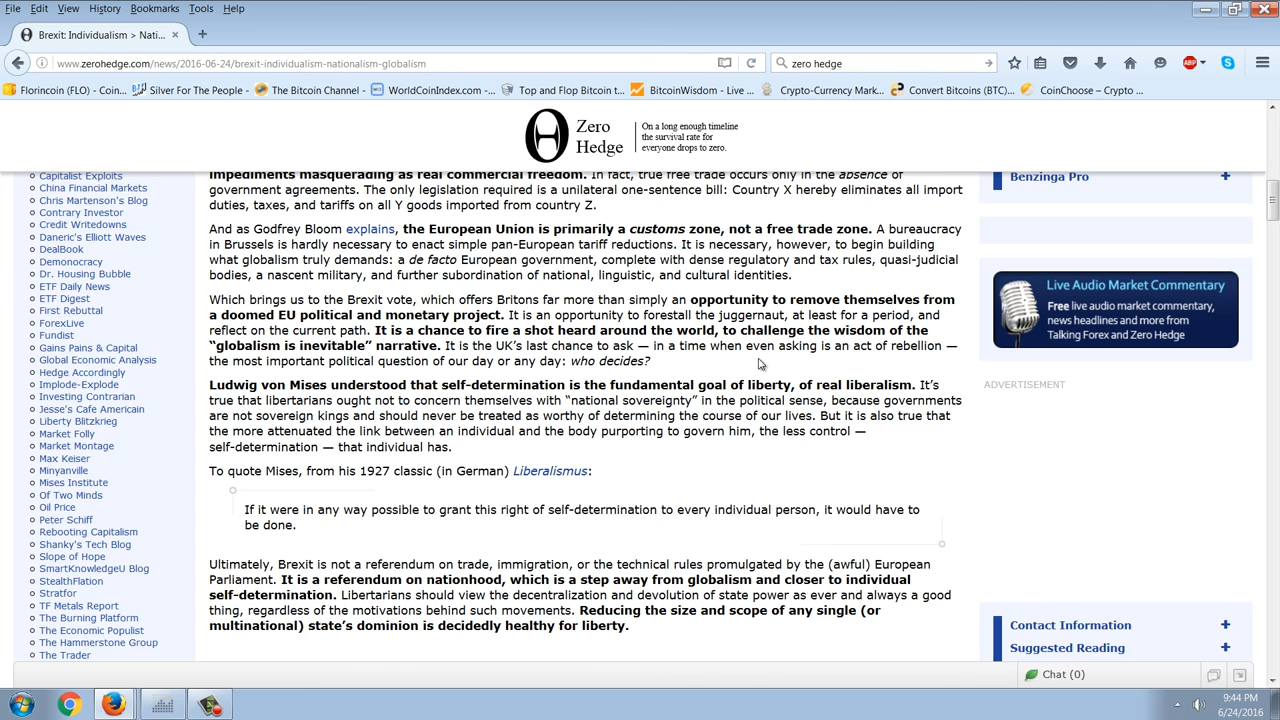 File Edit View History Bookmarks Tools Help
Brexit: Individualism > Nati...
www.zerohedge.com/news/2016-06-24/brexit-individualism-nationalism-globalism
zero hedge
ABP
Florincoin (FLO) - Coin...
Silver For The People -
The Bitcoin Channel -
WorldCoinIndex.com -...
Top and Flop Bitcoin t...
BitcoinWisdom - Live ...
Crypto-Currency Mark...
Convert Bitcoins (BTC)...
CoinChoose – Crypto ...
Zero
Hedge
On a long enough timeline
the survival rate for
everyone drops to zero.
Capitalist Exploits
China Financial Markets
Chris Martenson's Blog
Contrary Investor
Credit Writedowns
Daneric's Elliott Waves
DealBook
Demonocracy
Dr. Housing Bubble
ETF Daily News
ETF Digest
First Rebuttal
ForexLive
Fundist
Gains Pains & Capital
Global Economic Analysis
Hedge Accordingly
Implode-Explode
Investing Contrarian
Jesse's Cafe Americain
Liberty Blitzkrieg
Market Folly
Market Montage
Max Keiser
Minyanville
Mises Institute
Of Two Minds
Oil Price
Peter Schiff
Rebooting Capitalism
Shanky's Tech Blog
Slope of Hope
SmartKnowledgeU Blog
StealthFlation
Stratfor
TF Metals Report
The Burning Platform
The Economic Populist
The Hammerstone Group
The Trader
impediments masquerading as real commercial freedom. In fact, true free trade occurs only in the absence of
government agreements. The only legislation required is a unilateral one-sentence bill: Country X hereby eliminates all import
duties, taxes, and tariffs on all Y goods imported from country Z.
And as Godfrey Bloom explains, the European Union is primarily a customs zone, not a free trade zone. A bureaucracy
in Brussels is hardly necessary to enact simple pan-European tariff reductions. It is necessary, however, to begin building
what globalism truly demands: a de facto European government, complete with dense regulatory and tax rules, quasi-judicial
bodies, a nascent military, and further subordination of national, linguistic, and cultural identities.
Which brings us to the Brexit vote, which offers Britons far more than simply an opportunity to remove themselves from
a doomed EU political and monetary project. It is an opportunity to forestall the juggernaut, at least for a period, and
reflect on the current path. It is a chance to fire a shot heard around the world, to challenge the wisdom of the
“globalism is inevitable” narrative. It is the UK’s last chance to ask — in a time when even asking is an act of rebellion —
the most important political question of our day or any day: who decides?
Ludwig von Mises understood that self-determination is the fundamental goal of liberty, of real liberalism. It’s
true that libertarians ought not to concern themselves with “national sovereignty” in the political sense, because governments
are not sovereign kings and should never be treated as worthy of determining the course of our lives. But it is also true that
the more attenuated the link between an individual and the body purporting to govern him, the less control —
self-determination — that individual has.
To quote Mises, from his 1927 classic (in German) Liberalismus:
If it were in any way possible to grant this right of self-determination to every individual person, it would have to
be done.
Ultimately, Brexit is not a referendum on trade, immigration, or the technical rules promulgated by the (awful) European
Parliament. It is a referendum on nationhood, which is a step away from globalism and closer to individual
self-determination. Libertarians should view the decentralization and devolution of state power as ever and always a good
thing, regardless of the motivations behind such movements. Reducing the size and scope of any single (or
multinational) state’s dominion is decidedly healthy for liberty.
Benzinga Pro +
Live Audio Market Commentary
Free live audio market commentary,
news headlines and more from
Talking Forex and Zero Hedge
ADVERTISEMENT
Contact Information +
Suggested Reading +
Chat (0)
9:44 PM
6/24/2016